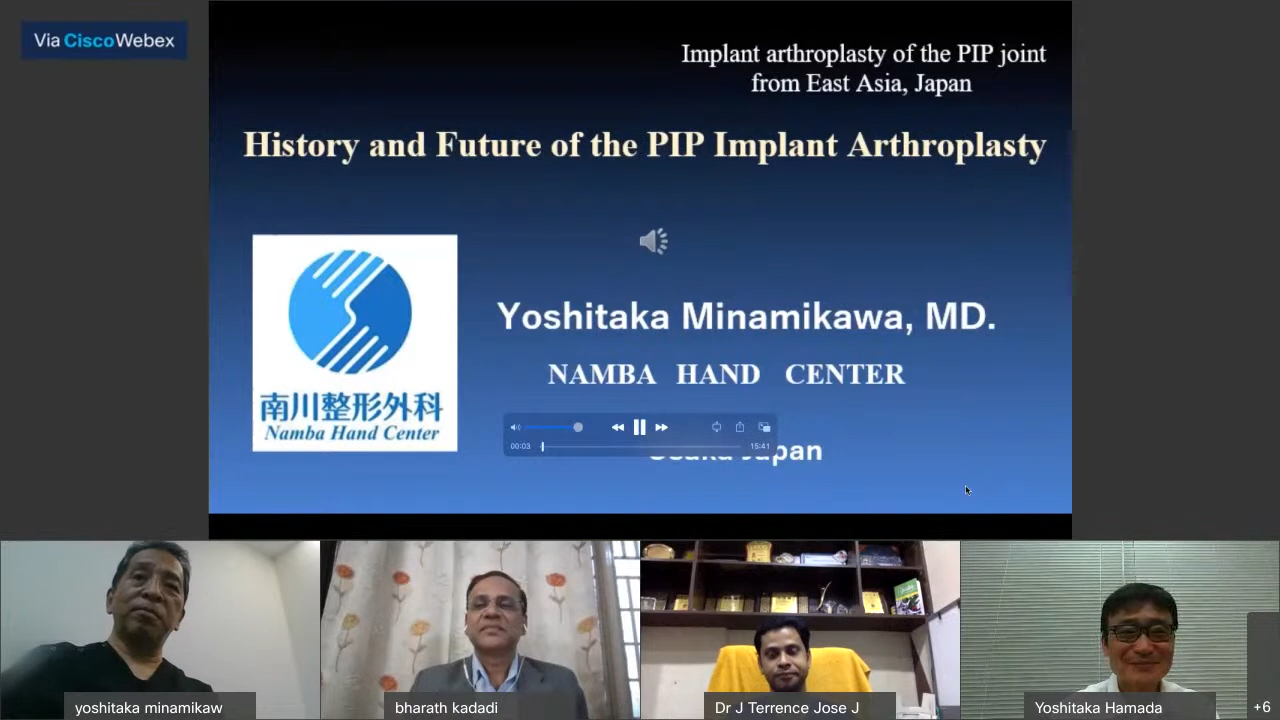 Via CiscoWebex
Implant arthroplasty of the PIP joint
from East Asia, Japan
History and Future of the PIP Implant Arthroplasty
Yoshitaka Minamikawa, MD.
NAMBA HAND CENTER
南川整形外科
Namba Hand Center
00:03
15:41
Osaka Japan
yoshitaka minamikaw
bharath kadadi
Dr J Terrence Jose J
Yoshitaka Hamada
+6